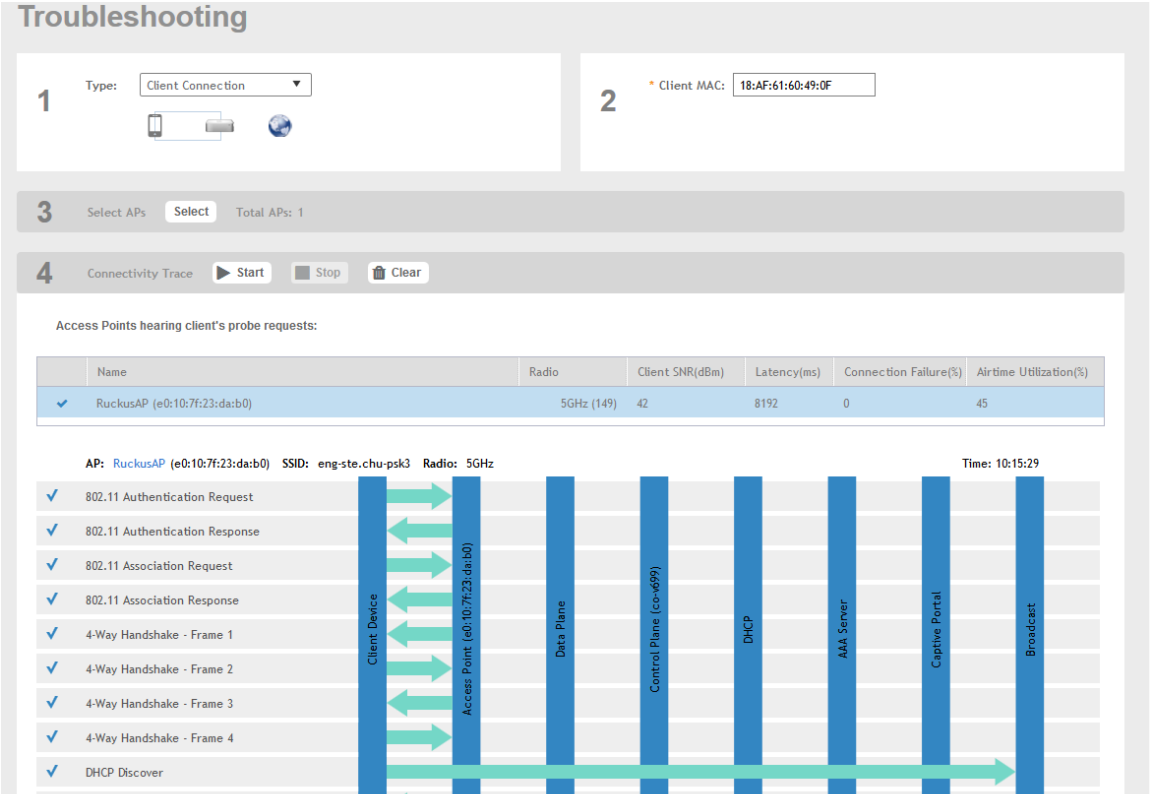 Troubleshooting
1 Type: Client Connection
2 * Client MAC: 18:AF:61:60:49:0F
3 Select APs Select Total APs: 1
4 Connectivity Trace Start Stop Clear
Access Points hearing client's probe requests:
Name Radio Client SNR(dBm) Latency(ms) Connection Failure(%) Airtime Utilization(%)
RuckusAP (e0:10:7f:23:da:b0) 5GHz (149) 42 8192 0 45
AP: RuckusAP (e0:10:7f:23:da:b0) SSID: eng-ste.chu-psk3 Radio: 5GHz Time: 10:15:29
802.11 Authentication Request
802.11 Authentication Response
802.11 Association Request
802.11 Association Response
4-Way Handshake - Frame 1
4-Way Handshake - Frame 2
4-Way Handshake - Frame 3
4-Way Handshake - Frame 4
DHCP Discover
Client Device
Access Point (e0:10:7f:23:da:b0)
Data Plane
Control Plane (co-v699)
DHCP
AAA Server
Captive Portal
Broadcast